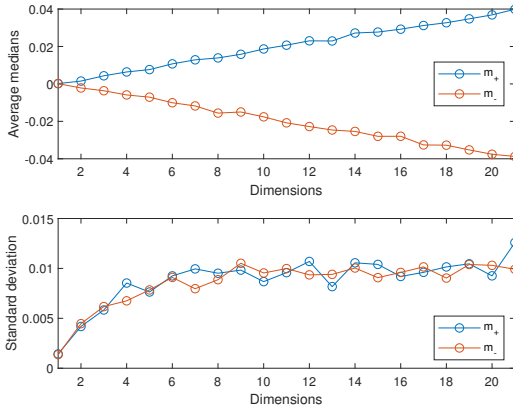 0.04
0.02
0
-0.02
-0.04
Average medians
m+
m-
2 4 6 8 10 12 14 16 18 20
Dimensions
0.015
0.01
0.005
0
Standard deviation
m+
m-
2 4 6 8 10 12 14 16 18 20
Dimensions